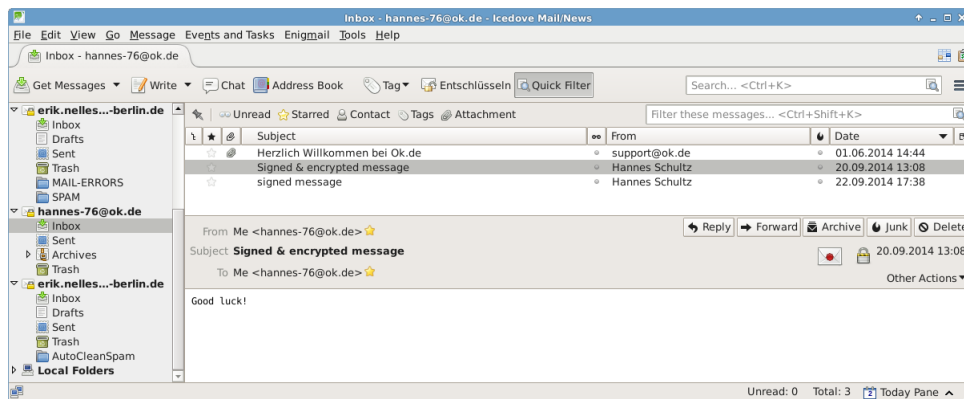 Inbox - hannes-76@ok.de - Icedove Mail/News
File Edit View Go Message Events and Tasks Enigmail Tools Help
Inbox - hannes-76@ok.de
Get Messages Write Chat Address Book Tag Entschlüsseln Quick Filter Search... <Ctrl+K>
erik.nelles...-berlin.de
Inbox
Drafts
Sent
Trash
MAIL-ERRORS
SPAM
hannes-76@ok.de
Inbox
Sent
Archives
Trash
erik.nelles...-berlin.de
Inbox
Drafts
Sent
Trash
AutoCleanSpam
Local Folders
Unread Starred Contact Tags Attachment Filter these messages... <Ctrl+Shift+K>
Subject From Date
Herzlich Willkommen bei Ok.de support@ok.de 01.06.2014 14:44
Signed & encrypted message Hannes Schultz 20.09.2014 13:08
signed message Hannes Schultz 22.09.2014 17:38
From Me <hannes-76@ok.de> Reply Forward Archive Junk Delete
Subject Signed & encrypted message 20.09.2014 13:08
To Me <hannes-76@ok.de>
Other Actions
Good luck!
Unread: 0 Total: 3 2 Today Pane